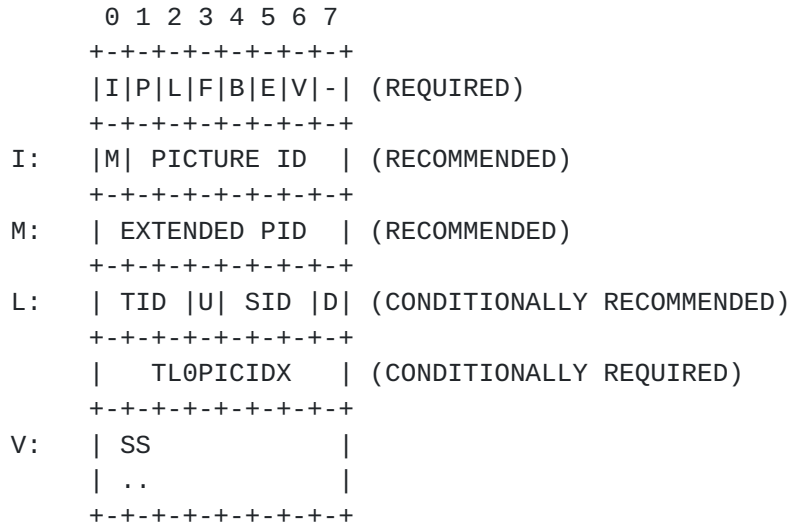 0 1 2 3 4 5 6 7
     +-+-+-+-+-+-+-+-+
     |I|P|L|F|B|E|V|-| (REQUIRED)
     +-+-+-+-+-+-+-+-+
I:   |M| PICTURE ID  | (RECOMMENDED)
     +-+-+-+-+-+-+-+-+
M:   | EXTENDED PID  | (RECOMMENDED)
     +-+-+-+-+-+-+-+-+
L:   | TID |U| SID |D| (CONDITIONALLY RECOMMENDED)
     +-+-+-+-+-+-+-+-+
     |   TL0PICIDX   | (CONDITIONALLY REQUIRED)
     +-+-+-+-+-+-+-+-+
V:   | SS            |
     | ..            |
     +-+-+-+-+-+-+-+-+